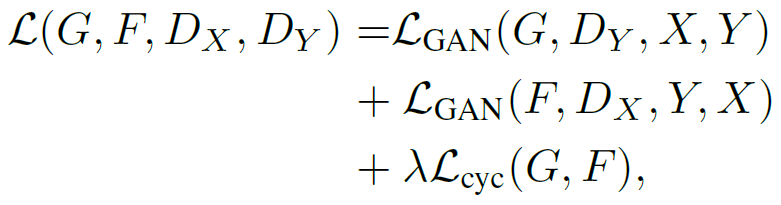 ℒ(G, F, D_X, D_Y) =ℒ_GAN(G, D_Y, X, Y)
+ ℒ_GAN(F, D_X, Y, X)
+ λℒ_cyc(G, F),